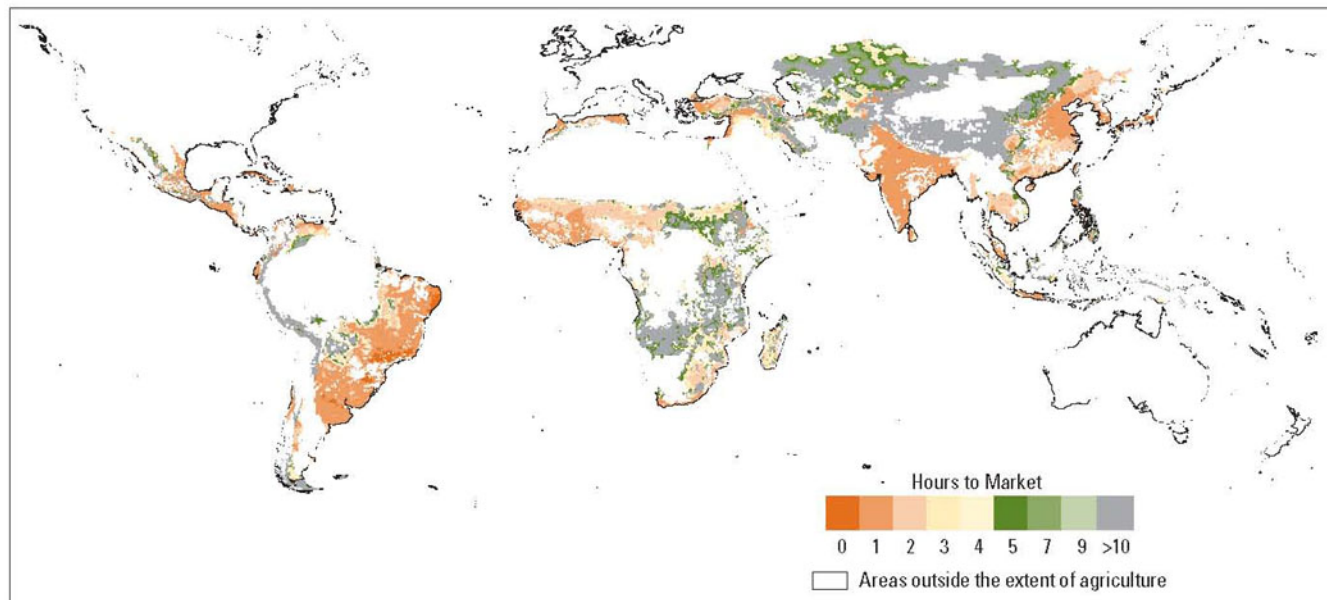 Hours to Market
0 1 2 3 4 5 7 9 >10
Areas outside the extent of agriculture